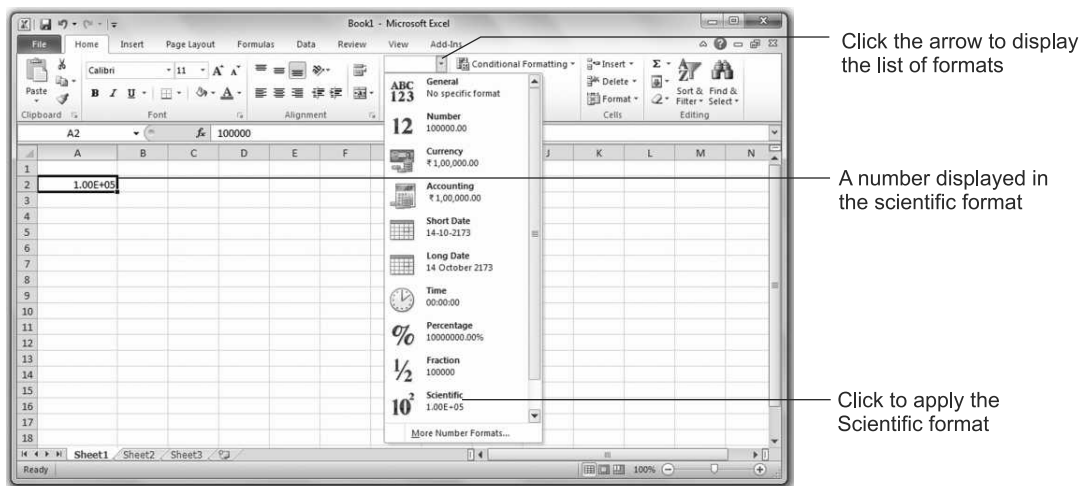 Book1 - Microsoft Excel
File Home Insert Page Layout Formulas Data Review View Add-Ins
Click the arrow to display
the list of formats
Paste
Calibri 11
B I U A
Conditional Formatting
Insert
Delete
Format
Σ
Sort & Filter
Find & Select
Clipboard Font Alignment Cells Editing
A2 fx 100000
A B C D E F J K L M N
1
2 1.00E+05
3
4
5
6
7
8
9
10
11
12
13
14
15
16
17
18
ABC 123 General
No specific format
12 Number
100000.00
Currency
₹ 1,00,000.00
Accounting
₹ 1,00,000.00
Short Date
14-10-2173
Long Date
14 October 2173
Time
00:00:00
% Percentage
10000000.00%
½ Fraction
100000
10² Scientific
1.00E+05
More Number Formats...
A number displayed in
the scientific format
Click to apply the
Scientific format
Sheet1 Sheet2 Sheet3
Ready 100%